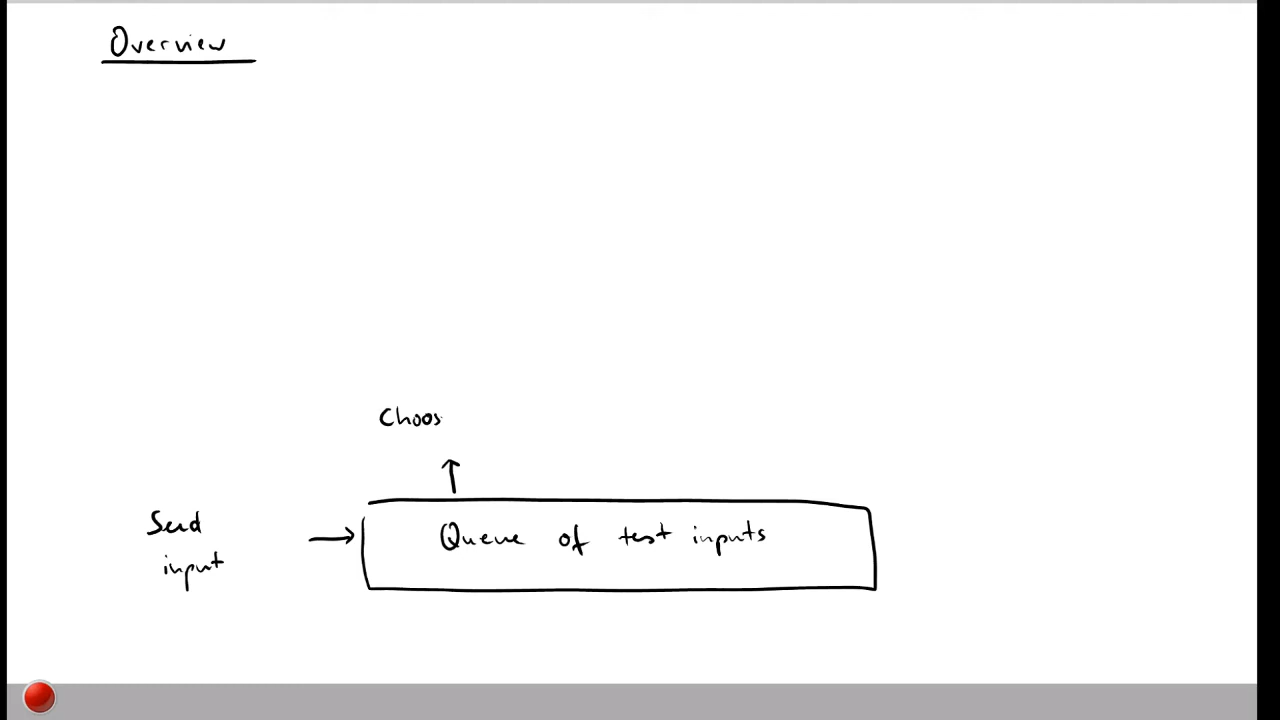 Overview
Choos
Seed
input
Queue of test inputs